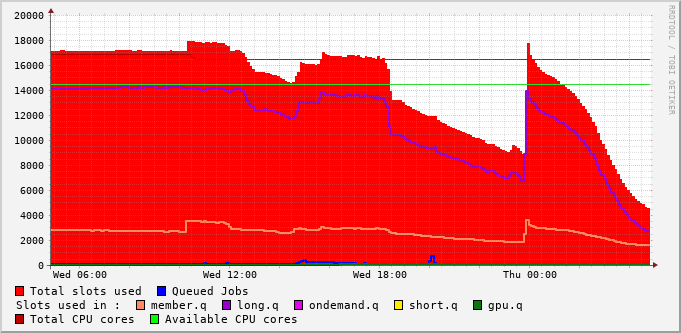 20000
18000
16000
14000
12000
10000
8000
6000
4000
2000
0
Wed 06:00 Wed 12:00 Wed 18:00 Thu 00:00
Total slots used Queued Jobs
Slots used in : member.q long.q ondemand.q short.q gpu.q
Total CPU cores Available CPU cores
RRDTOOL / TOBI OETIKER